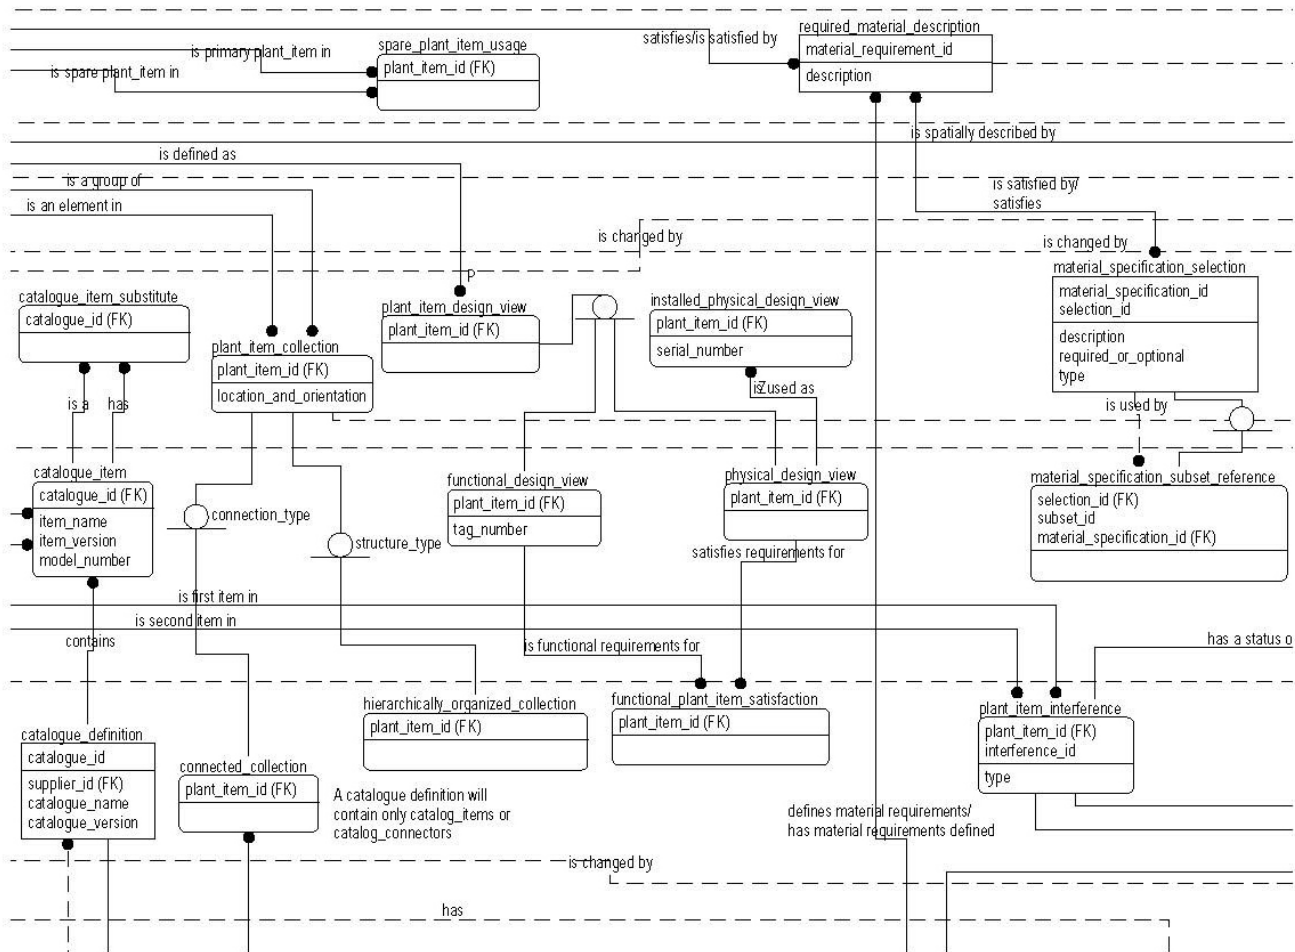 required_material_description
material_requirement_id
description
satisfies/is satisfied by
spare_plant_item_usage
plant_item_id (FK)
is primary plant_item in
is spare plant_item in
is spatially described by
is defined as
is a group of
is an element in
is satisfied by/
satisfies
is changed by
is changed by
P
material_specification_selection
material_specification_id
selection_id
description
required_or_optional
type
catalogue_item_substitute
catalogue_id (FK)
plant_item_design_view
plant_item_id (FK)
installed_physical_design_view
plant_item_id (FK)
serial_number
plant_item_collection
plant_item_id (FK)
location_and_orientation
is a
has
is used as
Z
is used by
catalogue_item
catalogue_id (FK)
item_name
item_version
model_number
connection_type
structure_type
functional_design_view
plant_item_id (FK)
tag_number
physical_design_view
plant_item_id (FK)
satisfies requirements for
material_specification_subset_reference
selection_id (FK)
subset_id
material_specification_id (FK)
is first item in
is second item in
contains
is functional requirements for
has a status o
hierarchically_organized_collection
plant_item_id (FK)
functional_plant_item_satisfaction
plant_item_id (FK)
plant_item_interference
plant_item_id (FK)
interference_id
type
catalogue_definition
catalogue_id
supplier_id (FK)
catalogue_name
catalogue_version
connected_collection
plant_item_id (FK)
A catalogue definition will
contain only catalog_items or
catalog_connectors
defines material requirements/
has material requirements defined
is changed by
has